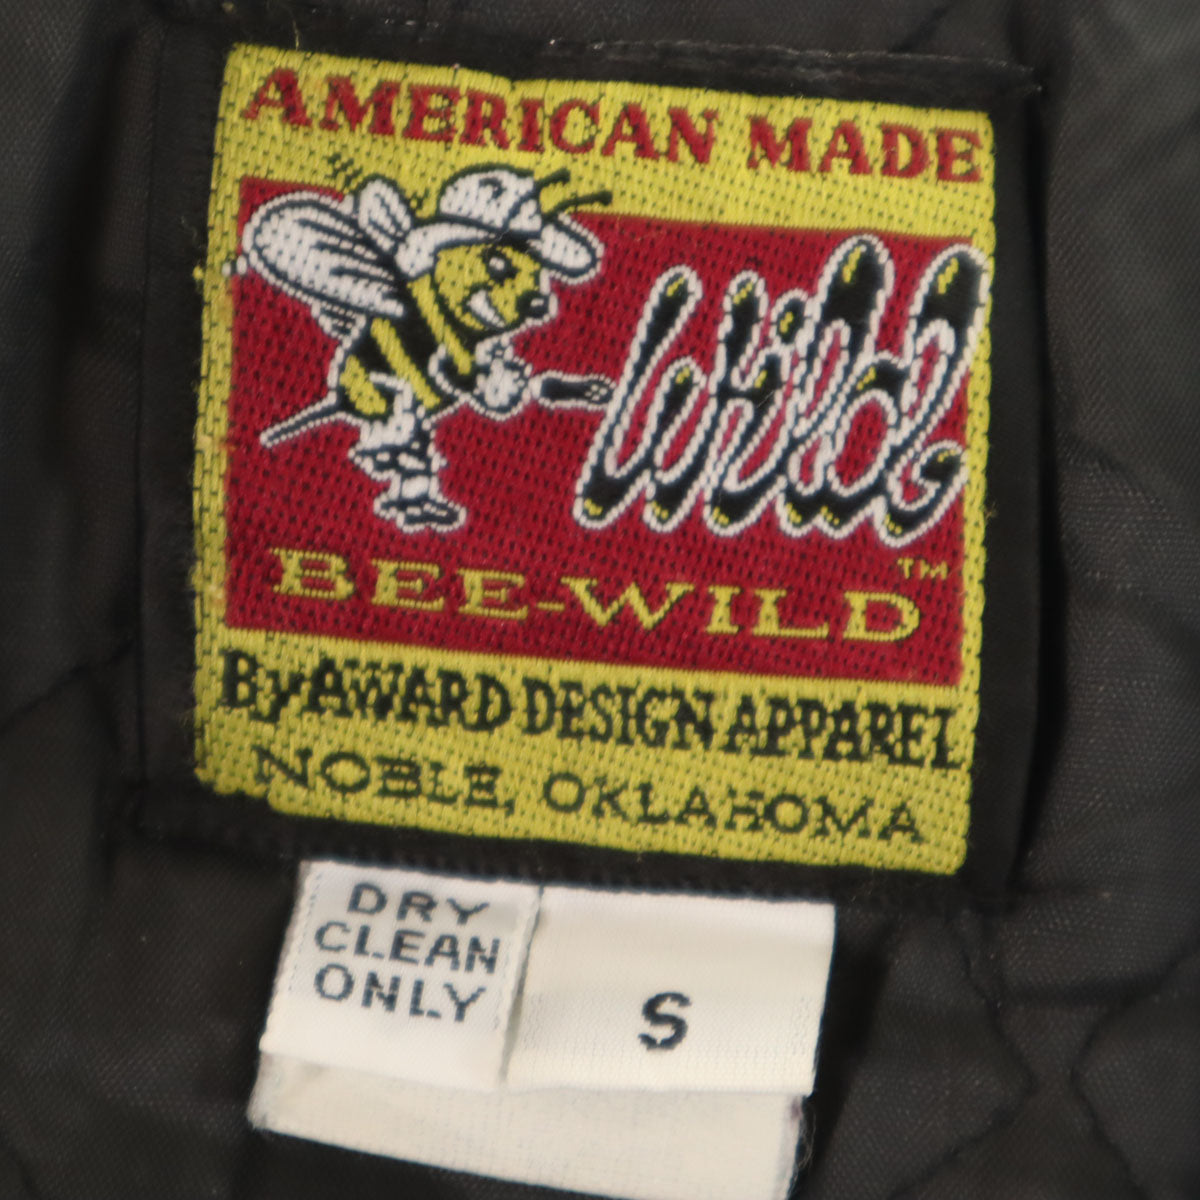 AMERICAN MADE
Wild
BEE-WILD™
By AWARD DESIGN APPAREL
NOBLE, OKLAHOMA
DRY
CLEAN
ONLY
S